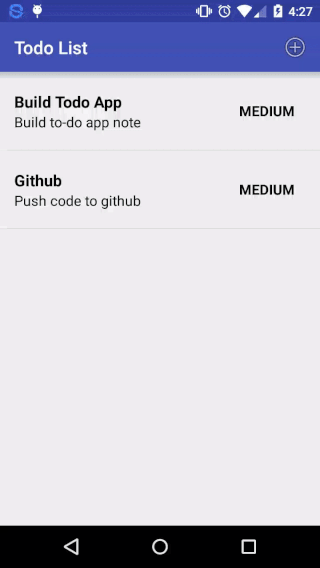 4:27
Todo List
Build Todo App
Build to-do app note
MEDIUM
Github
Push code to github
MEDIUM